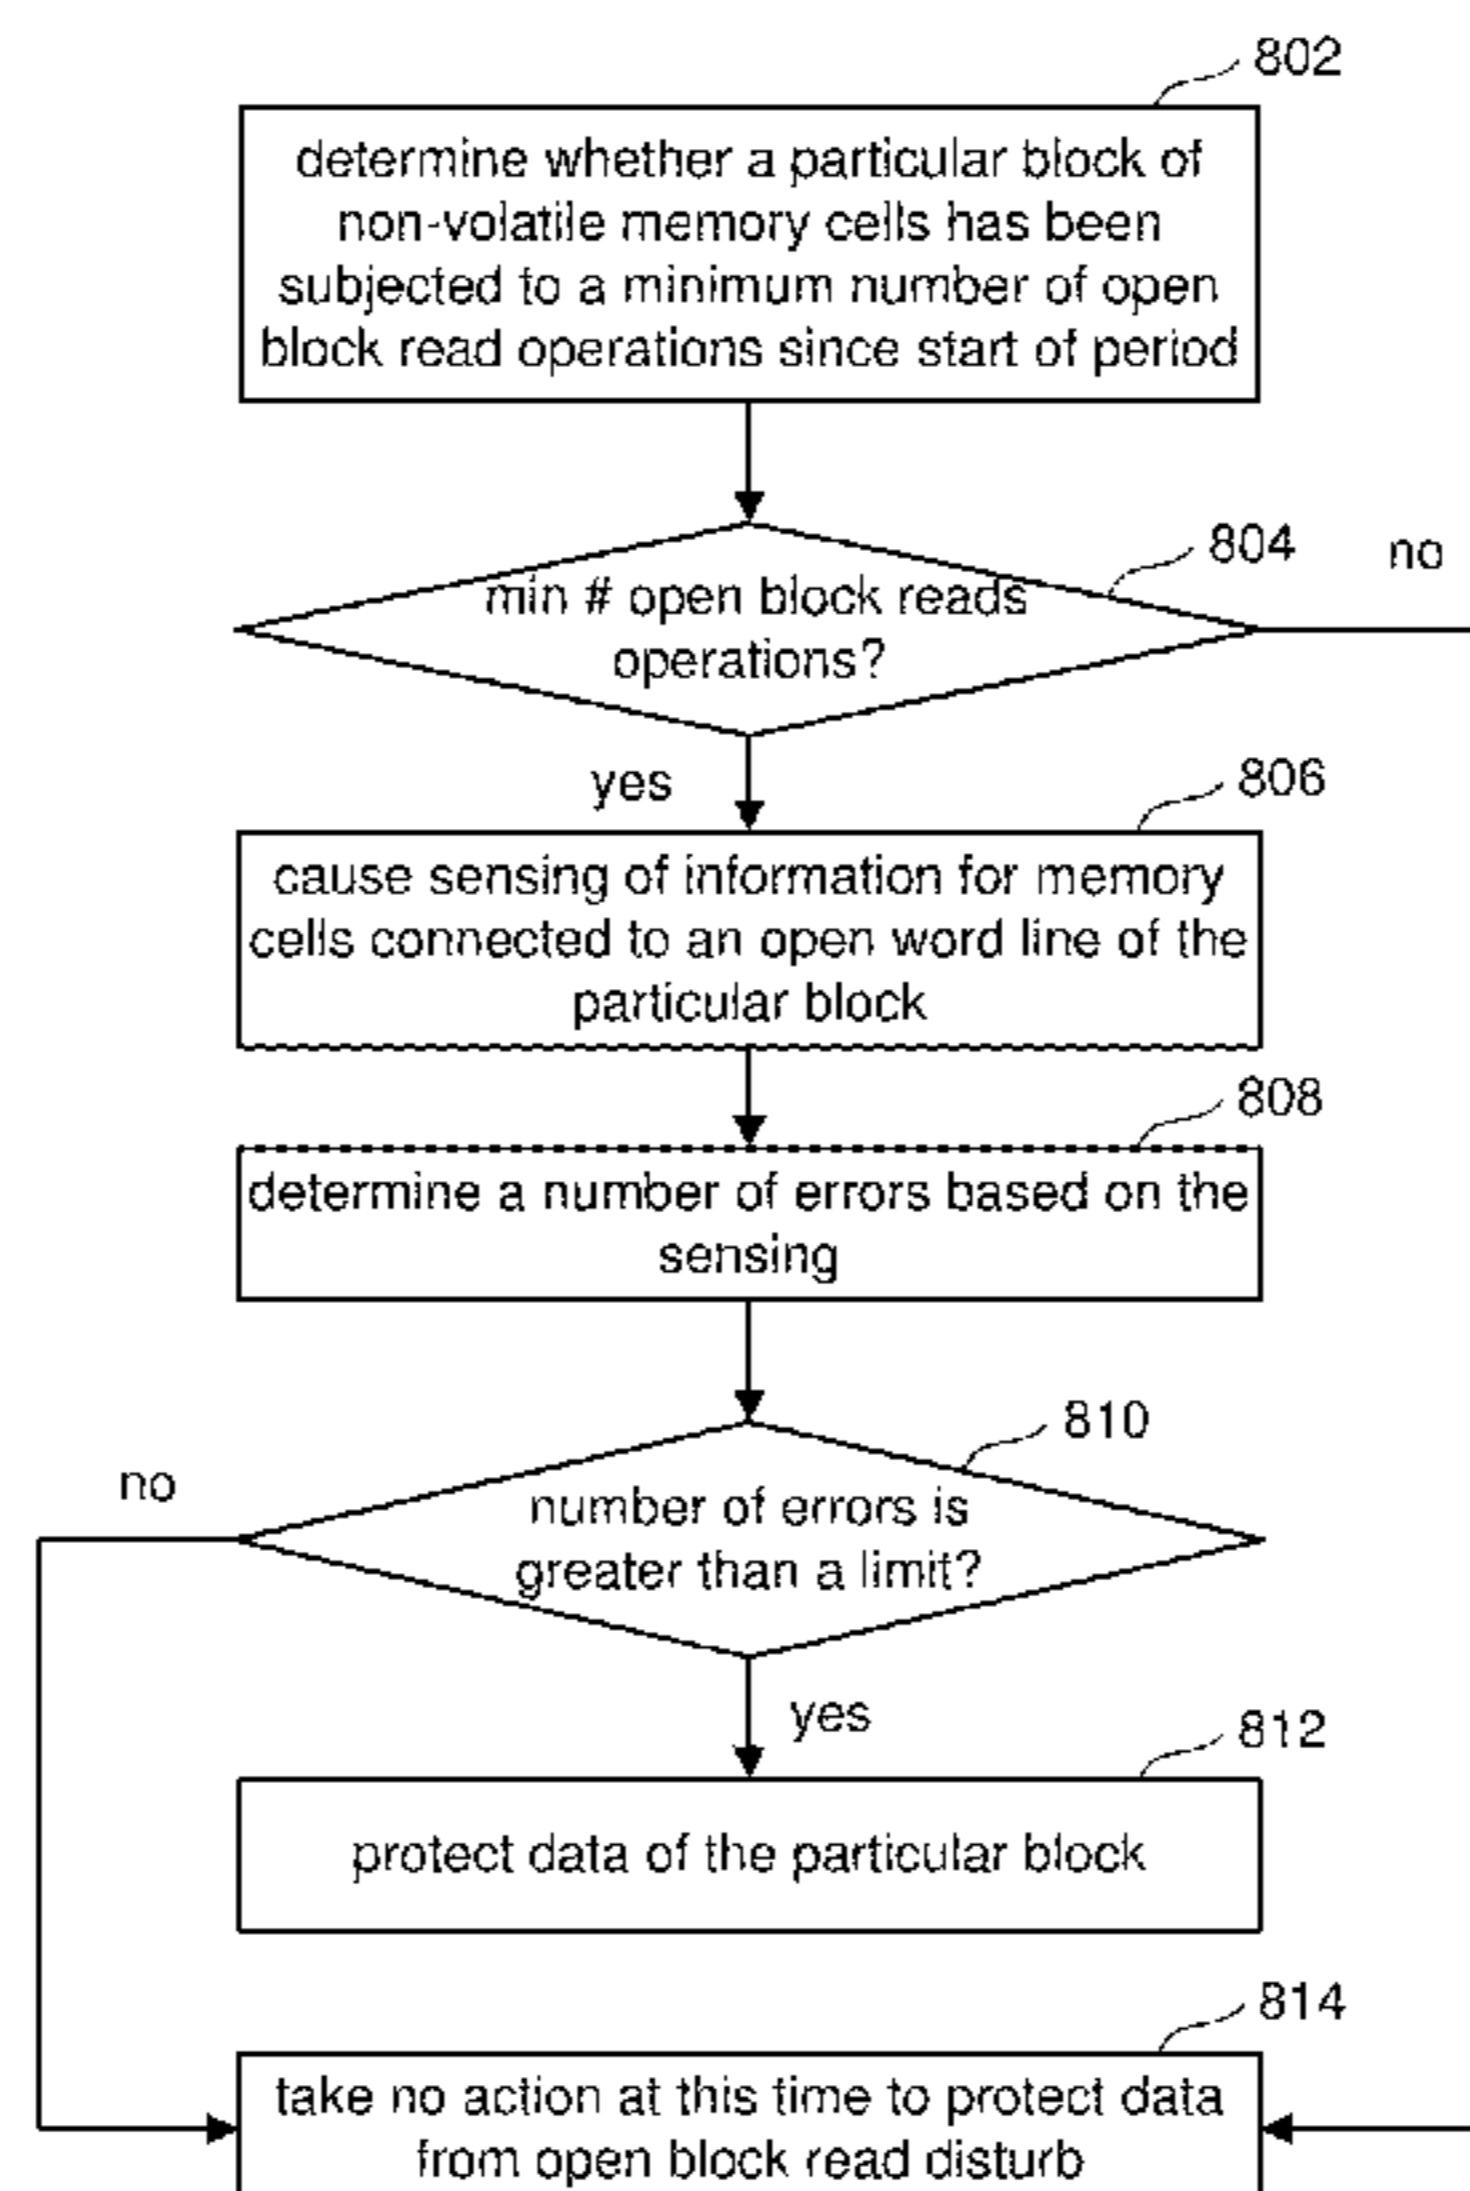 802
determine whether a particular block of
non-volatile memory cells has been
subjected to a minimum number of open
block read operations since start of period
804
no
min # open block reads
operations?
yes
806
cause sensing of information for memory
cells connected to an open word line of the
particular block
808
determine a number of errors based on the
sensing
810
no
number of errors is
greater than a limit?
yes
812
protect data of the particular block
814
take no action at this time to protect data
from open block read disturb